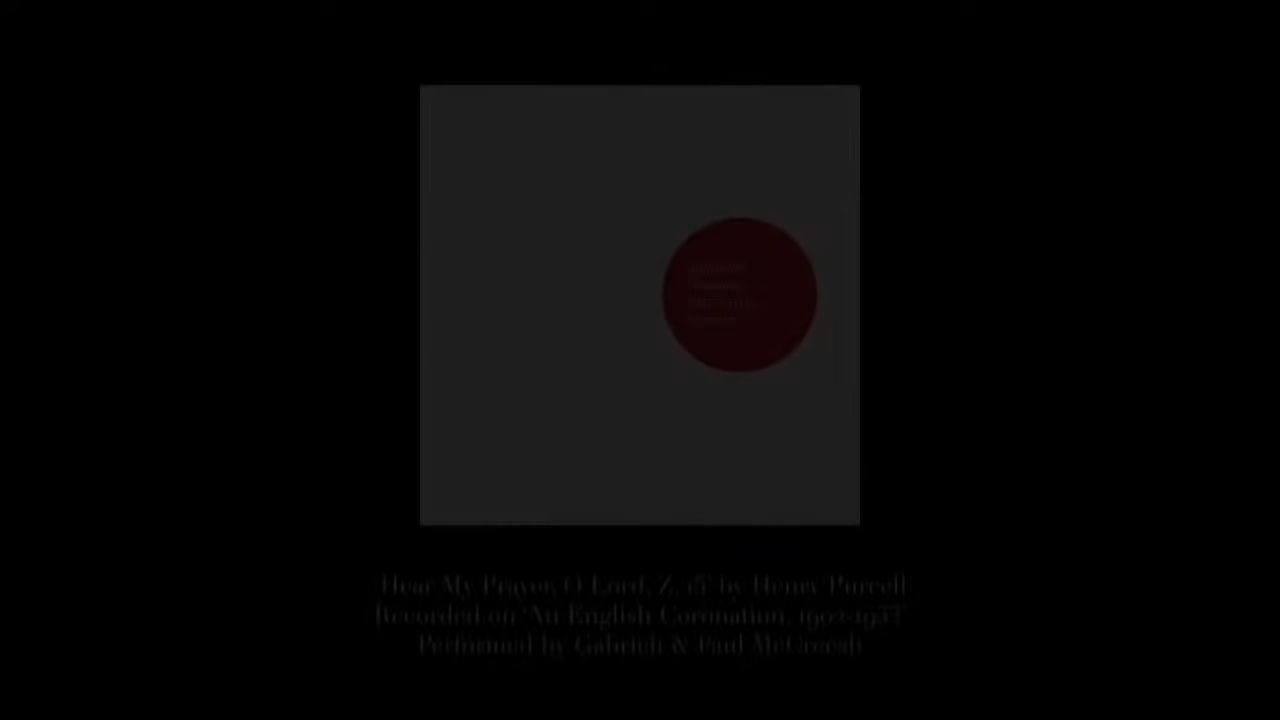 'Hear My Prayer, O Lord, Z. 15' by Henry Purcell
Recorded on 'An English Coronation, 1902-1953'
Performed by Gabrieli & Paul McCreesh